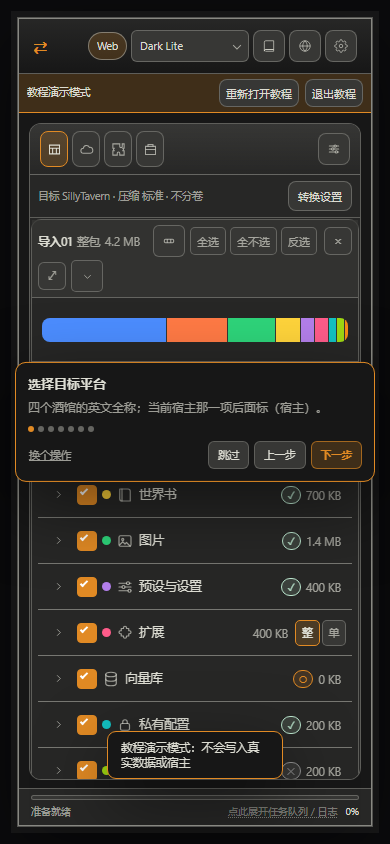 Web
Dark Lite
教程演示模式
重新打开教程
退出教程
目标 SillyTavern · 压缩 标准 · 不分卷
转换设置
导入01 整包 4.2 MB
全选
全不选
反选
选择目标平台
四个酒馆的英文全称；当前宿主那一项后面标（宿主）。
换个操作
跳过
上一步
下一步
世界书 700 KB
图片 1.4 MB
预设与设置 400 KB
扩展 400 KB 整 单
向量库 0 KB
私有配置 200 KB
200 KB
教程演示模式：不会写入真
实数据或宿主
准备就绪
点此展开任务队列 / 日志
0%